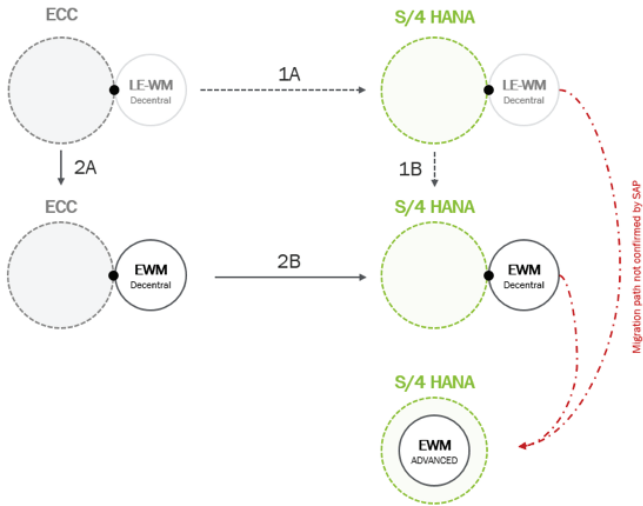 ECC
S/4 HANA
LE-WM
Decentral
1A
LE-WM
Decentral
2A
1B
ECC
S/4 HANA
EWM
Decentral
2B
EWM
Decentral
Migration path not confirmed by SAP
S/4 HANA
EWM
ADVANCED